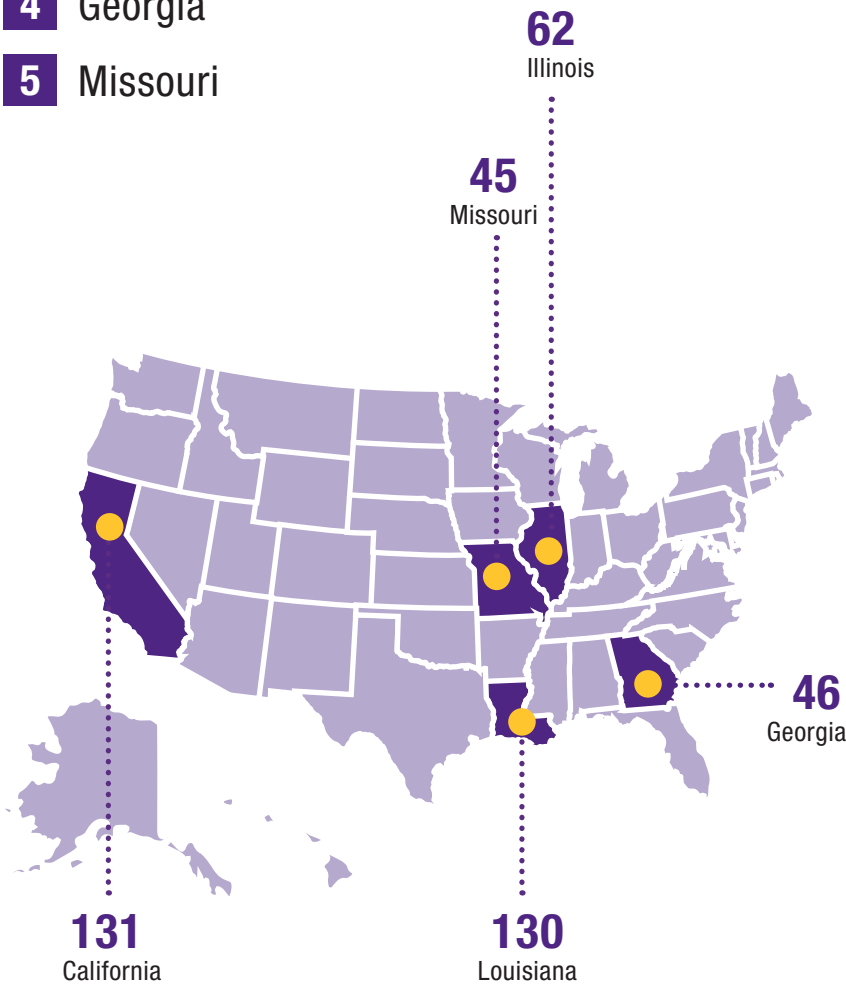 4 Georgia
5 Missouri
62
Illinois
45
Missouri
46
Georgia
131
California
130
Louisiana